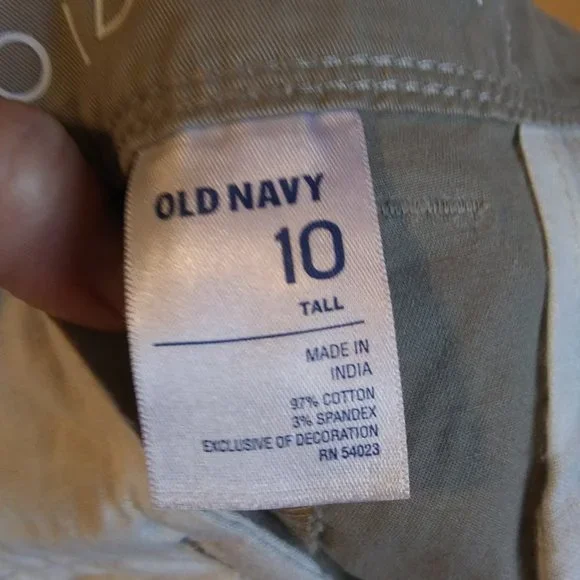 OLD NAVY
10
TALL
MADE IN
INDIA
97% COTTON
3% SPANDEX
EXCLUSIVE OF DECORATION
RN 54023